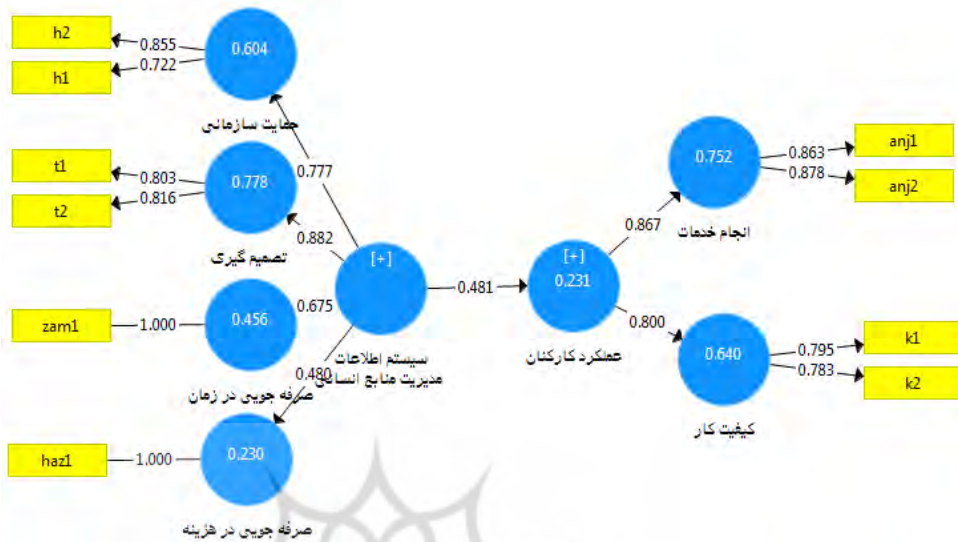 h2
0.855
0.604
h1
0.722
حمایت سازمانی
t1
0.803
0.778
t2
0.816
تصمیم گیری
0.777
0.882
[+]
zam1
1.000
0.456
0.675
صرفه جویی در زمان
سیستم اطلاعات
مدیریت منابع انسانی
0.480
haz1
1.000
0.230
صرفه جویی در هزینه
0.481
[+]
0.231
عملکرد کارکنان
0.867
0.752
انجام خدمات
0.863
anj1
0.878
anj2
0.800
0.640
کیفیت کار
0.795
k1
0.783
k2